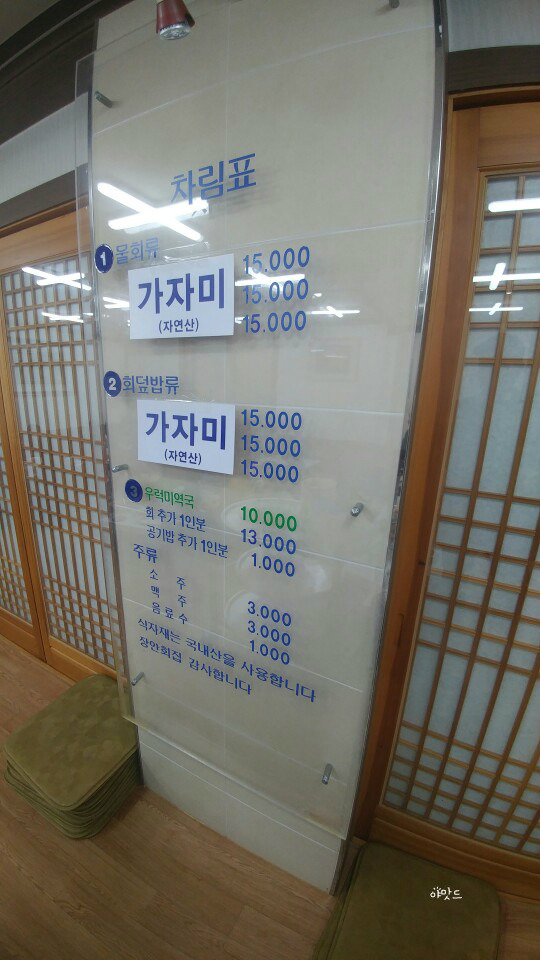 차림표
1 물회류
가자미 15.000
(자연산) 15.000
15.000
2 회덮밥류
가자미 15.000
(자연산) 15.000
15.000
3 우럭미역국 10.000
회 추가 1인분 13.000
공기밥 추가 1인분 1.000
주류
소 주 3.000
맥 주 3.000
음료수 1.000
식자재는 국내산을 사용합니다
장안회집 감사합니다
야맛드